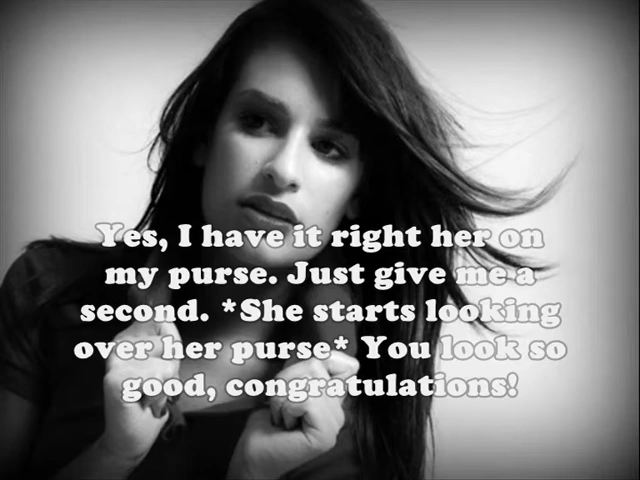 Yes, I have it right her on
my purse. Just give me a
second. *She starts looking
over her purse* You look so
good, congratulations!